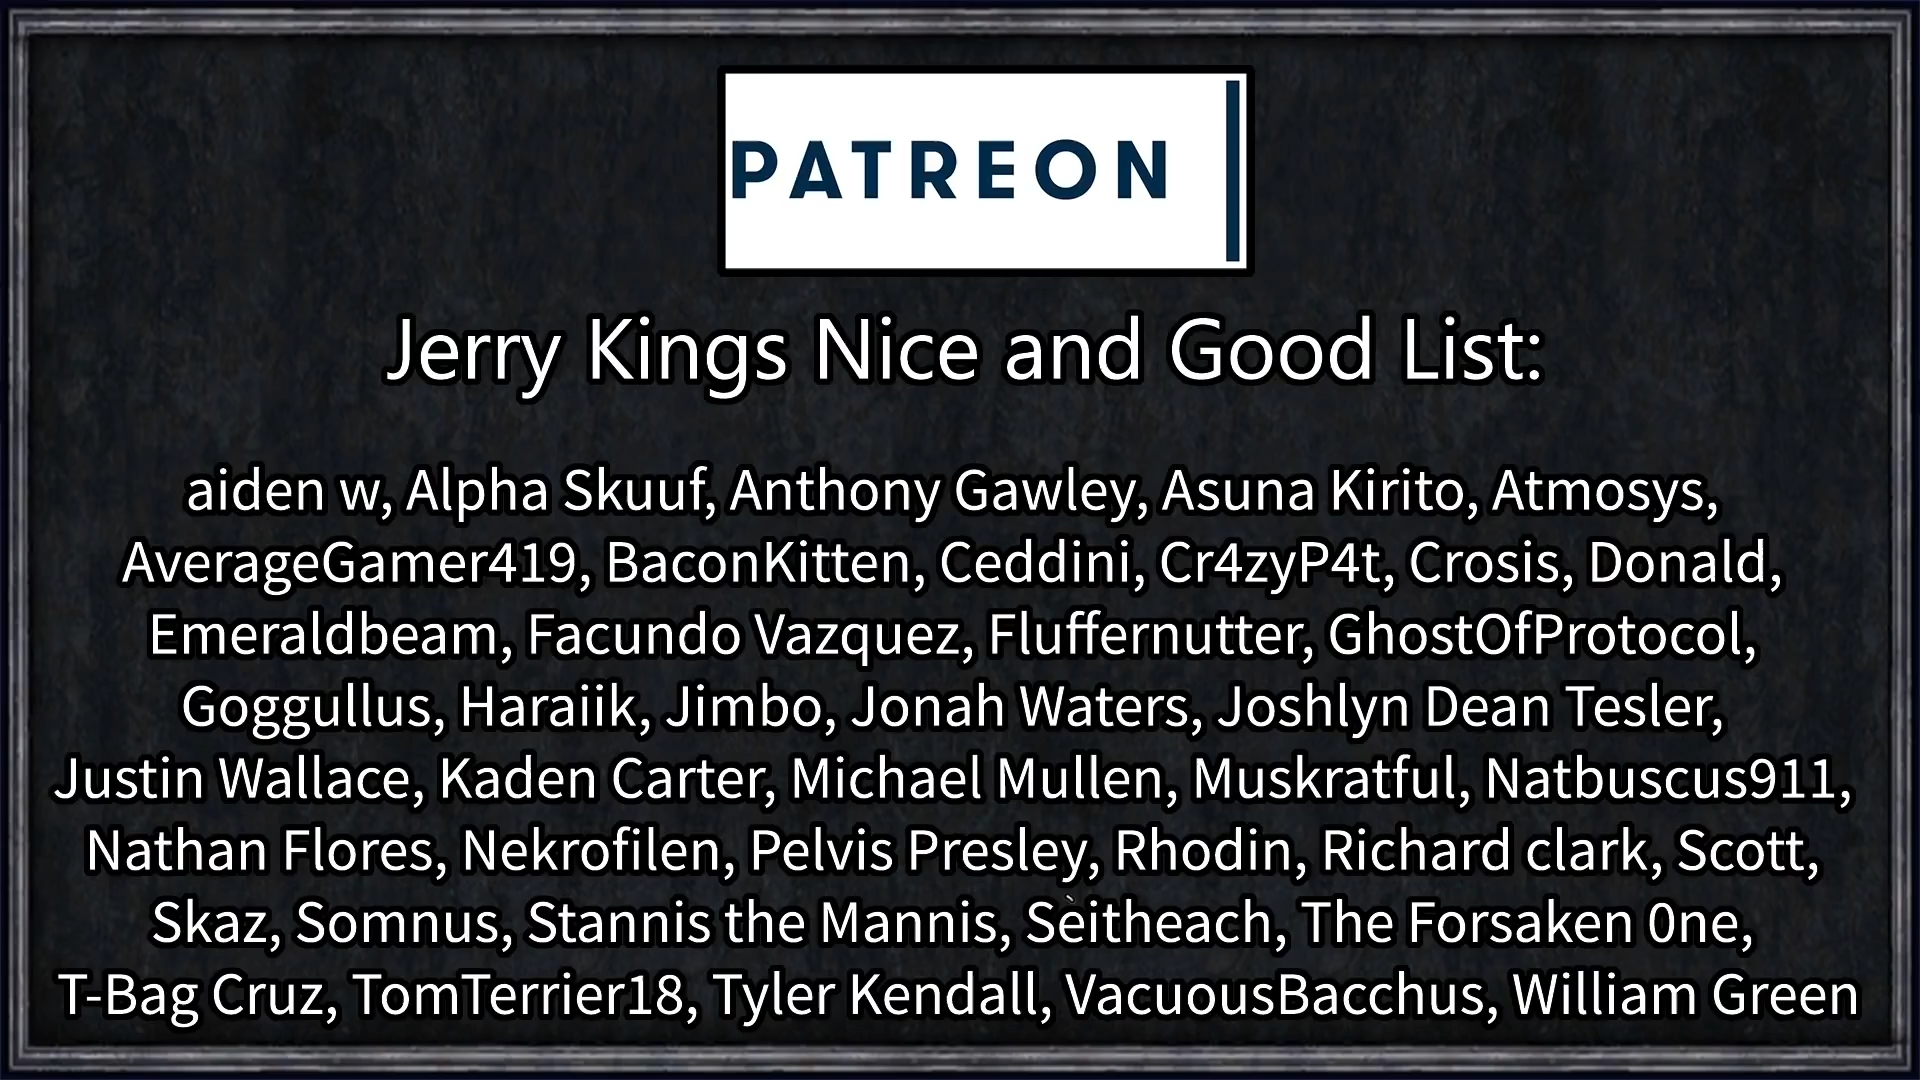 PATREON
Jerry Kings Nice and Good List:
aiden w, Alpha Skuuf, Anthony Gawley, Asuna Kirito, Atmosys,
AverageGamer419, BaconKitten, Ceddini, Cr4zyP4t, Crosis, Donald,
Emeraldbeam, Facundo Vazquez, Fluffernutter, GhostOfProtocol,
Goggullus, Haraiik, Jimbo, Jonah Waters, Joshlyn Dean Tesler,
Justin Wallace, Kaden Carter, Michael Mullen, Muskratful, Natbuscus911,
Nathan Flores, Nekrofilen, Pelvis Presley, Rhodin, Richard clark, Scott,
Skaz, Somnus, Stannis the Mannis, Sèitheach, The Forsaken 0ne,
T-Bag Cruz, TomTerrier18, Tyler Kendall, VacuousBacchus, William Green